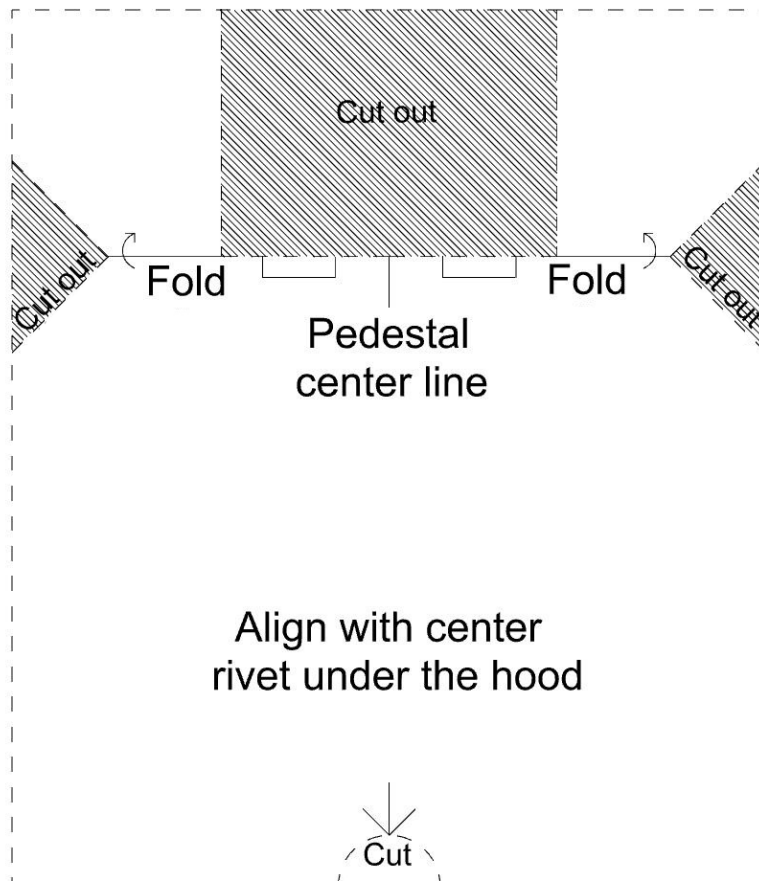 Cut out
Cut out
Fold
Fold
Cut out
Pedestal
center line
Align with center
rivet under the hood
Cut